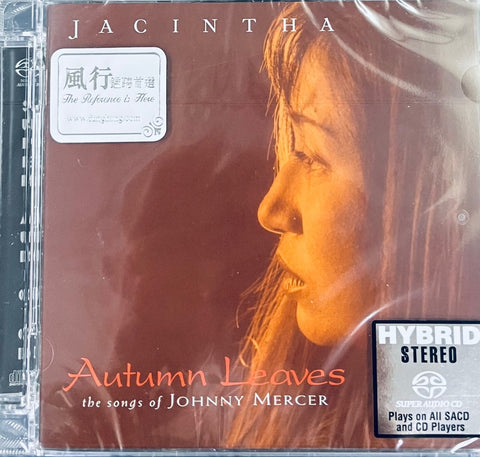 JACINTHA
風行
The Reference is Here
HYBRID
STEREO
SUPER AUDIO CD
Plays on All SACD
and CD Players
Autumn Leaves
the songs of JOHNNY MERCER